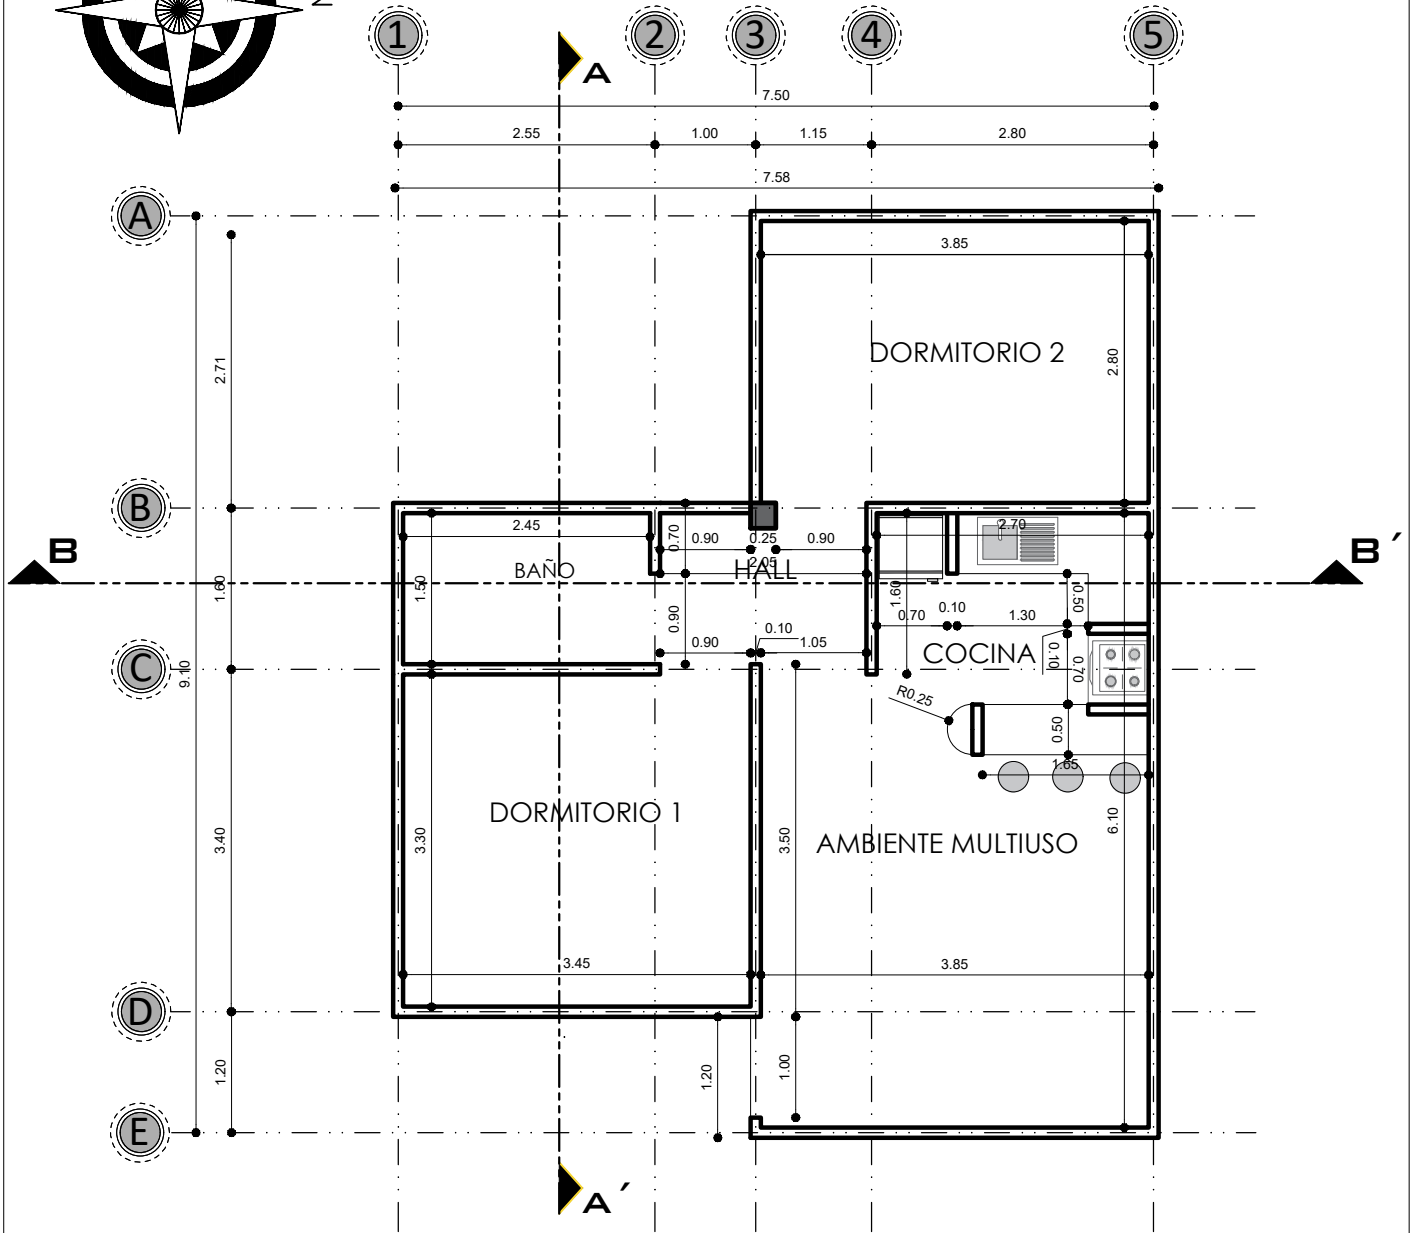 N
1 2 3 4 5
A
7.50
2.55 1.00 1.15 2.80
7.58
A
3.85
2.71
DORMITORIO 2
2.80
B
2.45 0.70 0.90 0.25 0.90 2.70
B B´
BAÑO HALL 2.05
1.60 1.50 1.60 0.50
0.90 0.70 0.10 1.30
0.90 0.10 1.05
COCINA 0.10 0.70
C
9.10
R0.25
0.50
1.65
DORMITORIO 1
3.40 3.30 3.50 6.10
AMBIENTE MULTIUSO
3.45 3.85
D
1.20 1.20 1.00
E
A´